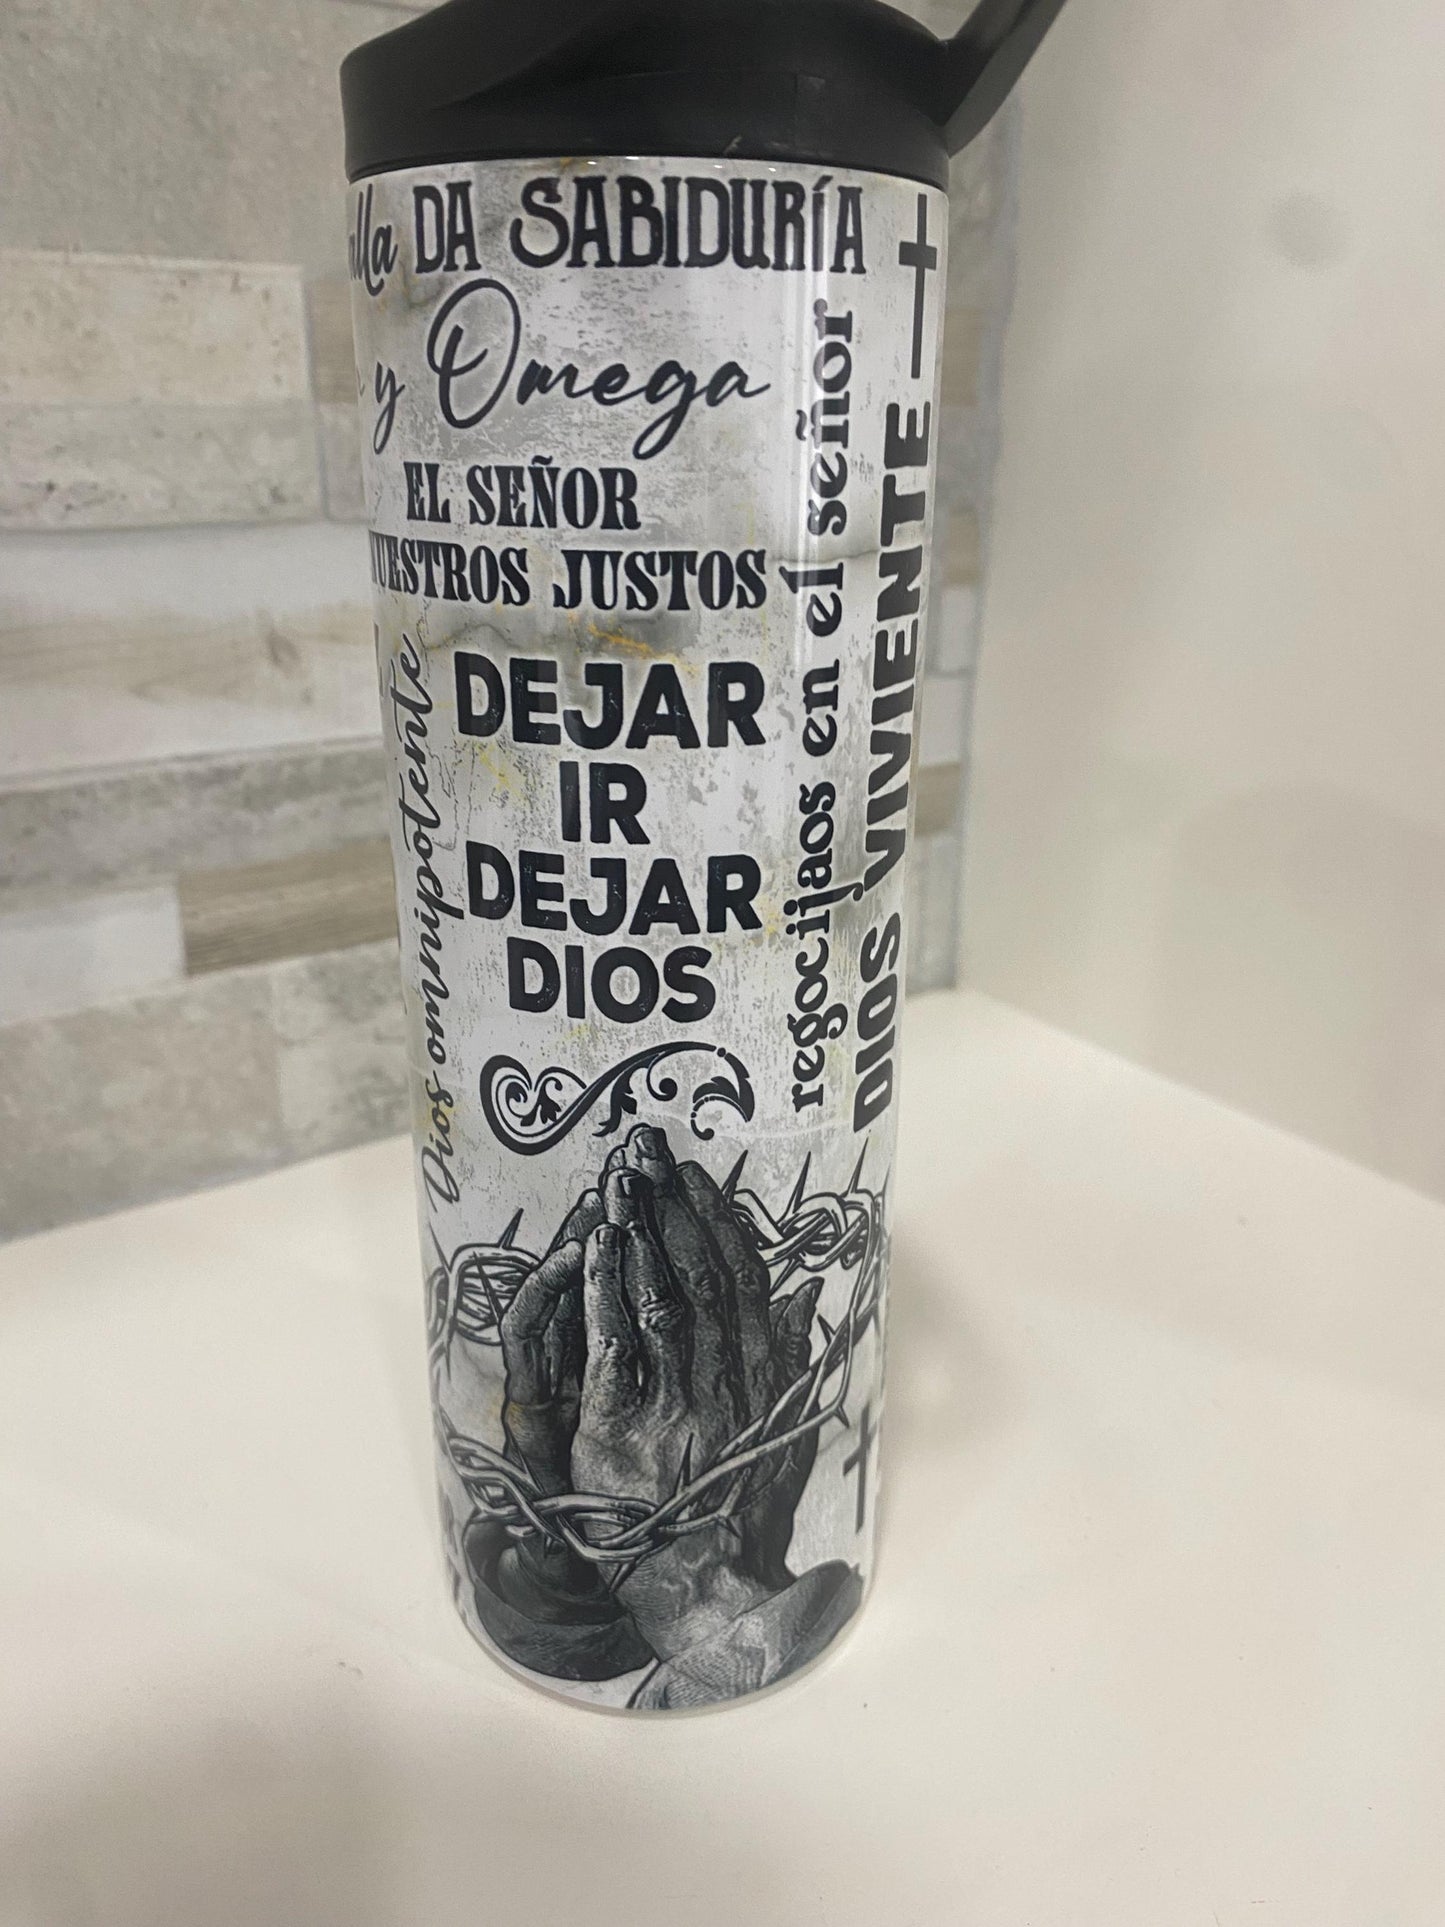 DA SABIDURÍA
y Omega
EL SEÑOR
NUESTROS JUSTOS
DEJAR
IR
DEJAR
DIOS
Dios omnipotente
regocijaos en el señor
DIOS VIVIENTE